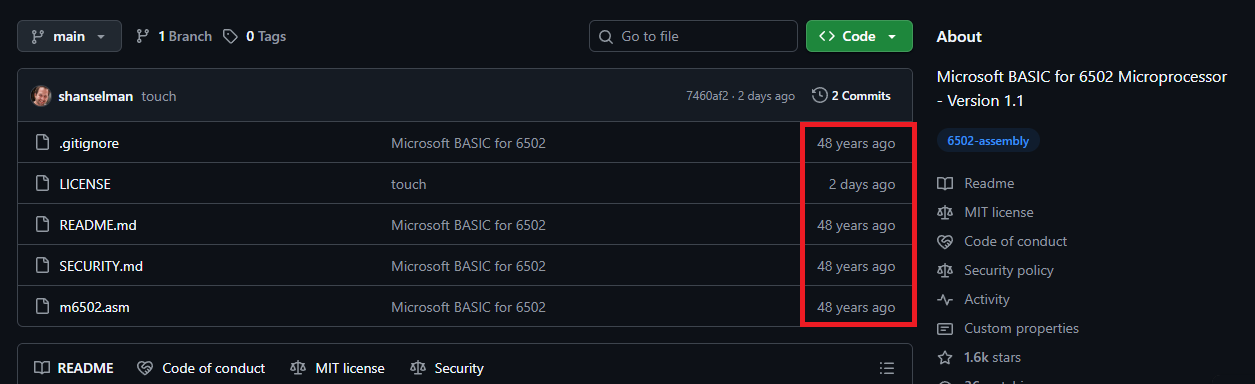 main 1 Branch 0 Tags Go to file Code
shanselman touch 7460af2 · 2 days ago 2 Commits
.gitignore Microsoft BASIC for 6502 48 years ago
LICENSE touch 2 days ago
README.md Microsoft BASIC for 6502 48 years ago
SECURITY.md Microsoft BASIC for 6502 48 years ago
m6502.asm Microsoft BASIC for 6502 48 years ago
README Code of conduct MIT license Security
About
Microsoft BASIC for 6502 Microprocessor
- Version 1.1
6502-assembly
Readme
MIT license
Code of conduct
Security policy
Activity
Custom properties
1.6k stars